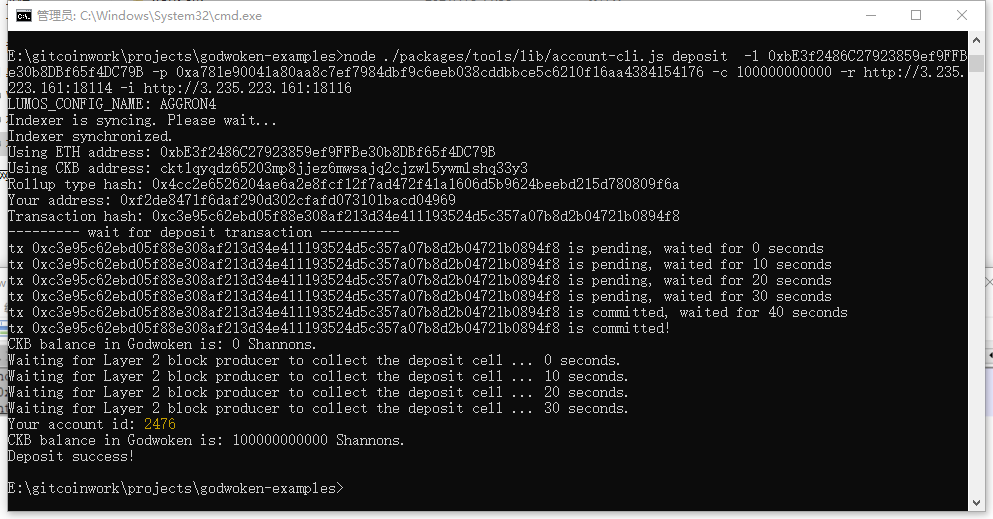 管理员: C:\Windows\System32\cmd.exe
E:\gitcoinwork\projects\godwoken-examples>node ./packages/tools/lib/account-cli.js deposit  -l 0xbE3f2486C27923859ef9FFB
e30b8DBf65f4DC79B -p 0xa781e90041a80aa8c7ef7984dbf9c6eeb038cddbbce5c6210f16aa4384154176 -c 100000000000 -r http://3.235.
223.161:18114 -i http://3.235.223.161:18116
LUMOS_CONFIG_NAME: AGGRON4
Indexer is syncing. Please wait...
Indexer synchronized.
Using ETH address: 0xbE3f2486C27923859ef9FFBe30b8DBf65f4DC79B
Using CKB address: ckt1qyqdz65203mp8jjez6mwsajq2cjzwl5ywmlshq33y3
Rollup type hash: 0x4cc2e6526204ae6a2e8fcf12f7ad472f41a1606d5b9624beebd215d780809f6a
Your address: 0xf2de8471f6daf290d302cfafd073101bacd04969
Transaction hash: 0xc3e95c62ebd05f88e308af213d34e411193524d5c357a07b8d2b04721b0894f8
--------- wait for deposit transaction ----------
tx 0xc3e95c62ebd05f88e308af213d34e411193524d5c357a07b8d2b04721b0894f8 is pending, waited for 0 seconds
tx 0xc3e95c62ebd05f88e308af213d34e411193524d5c357a07b8d2b04721b0894f8 is pending, waited for 10 seconds
tx 0xc3e95c62ebd05f88e308af213d34e411193524d5c357a07b8d2b04721b0894f8 is pending, waited for 20 seconds
tx 0xc3e95c62ebd05f88e308af213d34e411193524d5c357a07b8d2b04721b0894f8 is pending, waited for 30 seconds
tx 0xc3e95c62ebd05f88e308af213d34e411193524d5c357a07b8d2b04721b0894f8 is committed, waited for 40 seconds
tx 0xc3e95c62ebd05f88e308af213d34e411193524d5c357a07b8d2b04721b0894f8 is committed!
CKB balance in Godwoken is: 0 Shannons.
Waiting for Layer 2 block producer to collect the deposit cell ... 0 seconds.
Waiting for Layer 2 block producer to collect the deposit cell ... 10 seconds.
Waiting for Layer 2 block producer to collect the deposit cell ... 20 seconds.
Waiting for Layer 2 block producer to collect the deposit cell ... 30 seconds.
Your account id: 2476
CKB balance in Godwoken is: 100000000000 Shannons.
Deposit success!
E:\gitcoinwork\projects\godwoken-examples>